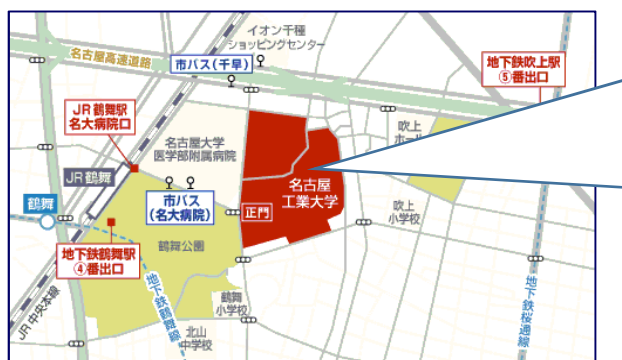 イオン千種
ショッピングセンター
名古屋高速道路
市バス(千早)
地下鉄吹上駅
⑤番出口
JR鶴舞駅
名大病院口
名古屋大学
医学部附属病院
吹上
JR鶴舞
市バス
(名大病院)
名古屋
工業大学
正門
吹上
小学校
鶴舞
地下鉄鶴舞駅
④番出口
鶴舞公園
鶴舞
小学校
北山
中学校
JR中央本線
地下鉄鶴舞線
地下鉄桜通線